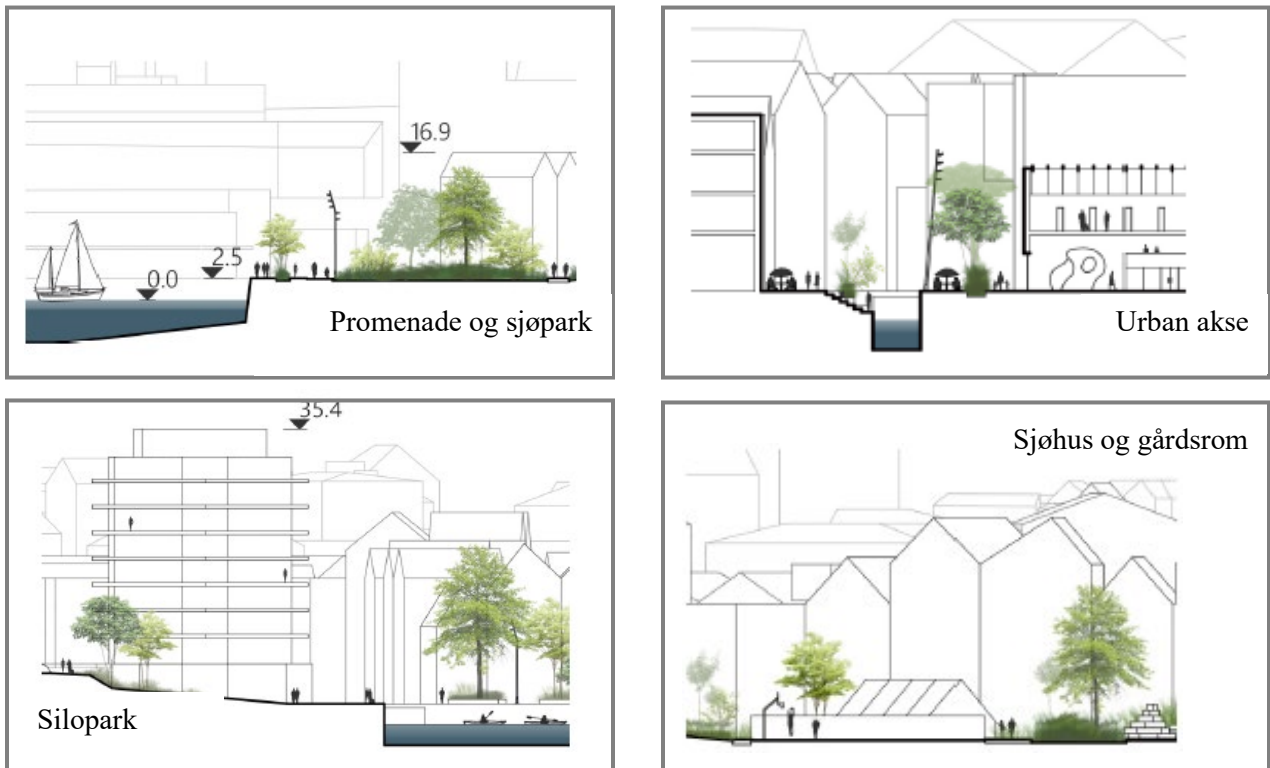 16.9
2.5
0.0
Promenade og sjøpark
Urban akse
35.4
Silopark
Sjøhus og gårdsrom